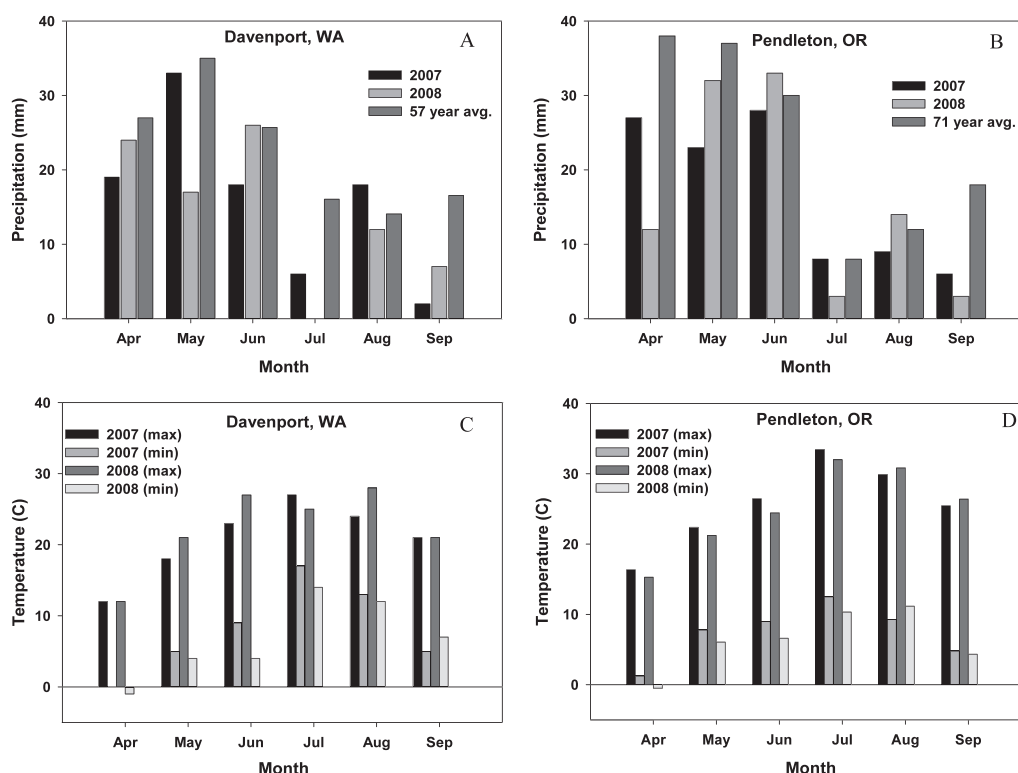 Davenport, WA
A
2007
2008
57 year avg.
40
30
20
10
0
Precipitation (mm)
Apr May Jun Jul Aug Sep
Month
Pendleton, OR
B
2007
2008
71 year avg.
40
30
20
10
0
Precipitation (mm)
Apr May Jun Jul Aug Sep
Month
Davenport, WA
C
2007 (max)
2007 (min)
2008 (max)
2008 (min)
40
30
20
10
0
Temperature (C)
Apr May Jun Jul Aug Sep
Month
Pendleton, OR
D
2007 (max)
2007 (min)
2008 (max)
2008 (min)
40
30
20
10
0
Temperature (C)
Apr May Jun Jul Aug Sep
Month